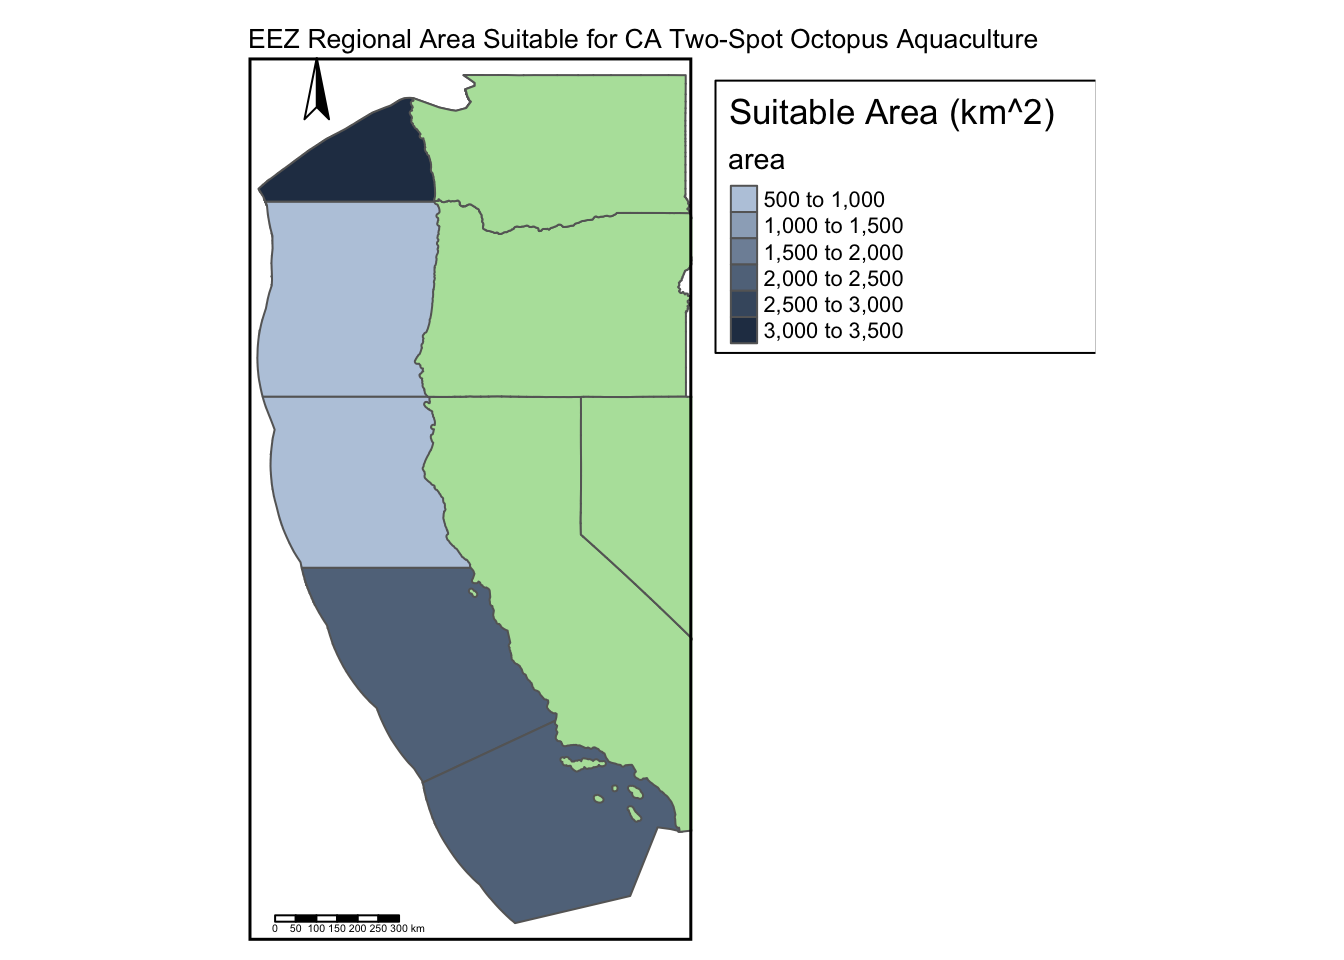 EEZ Regional Area Suitable for CA Two-Spot Octopus Aquaculture
Suitable Area (km^2)
area
500 to 1,000
1,000 to 1,500
1,500 to 2,000
2,000 to 2,500
2,500 to 3,000
3,000 to 3,500
0 50 100 150 200 250 300 km